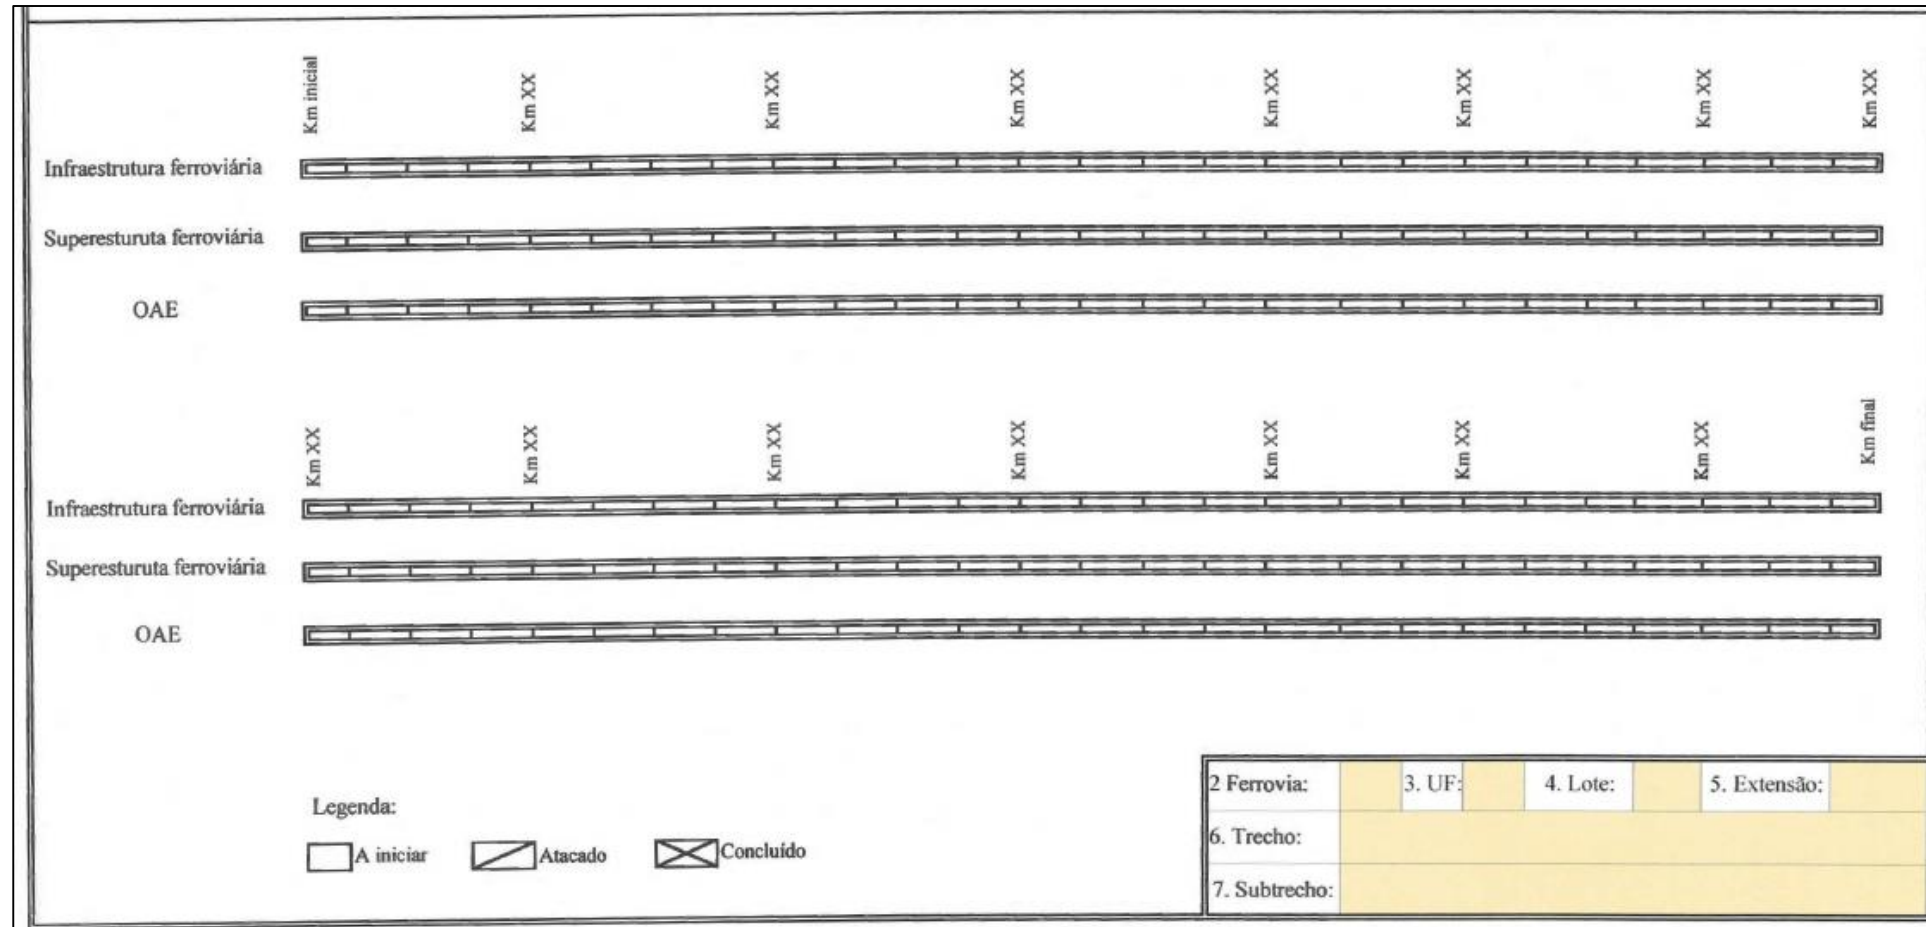 Km inicial
Km XX
Km XX
Km XX
Km XX
Km XX
Km XX
Km XX
Infraestrutura ferroviária
Superesturuta ferroviária
OAE
Km XX
Km XX
Km XX
Km XX
Km XX
Km XX
Km XX
Km final
Infraestrutura ferroviária
Superesturuta ferroviária
OAE
Legenda:
A iniciar Atacado Concluído
2 Ferrovia: 3. UF: 4. Lote: 5. Extensão:
6. Trecho:
7. Subtrecho: